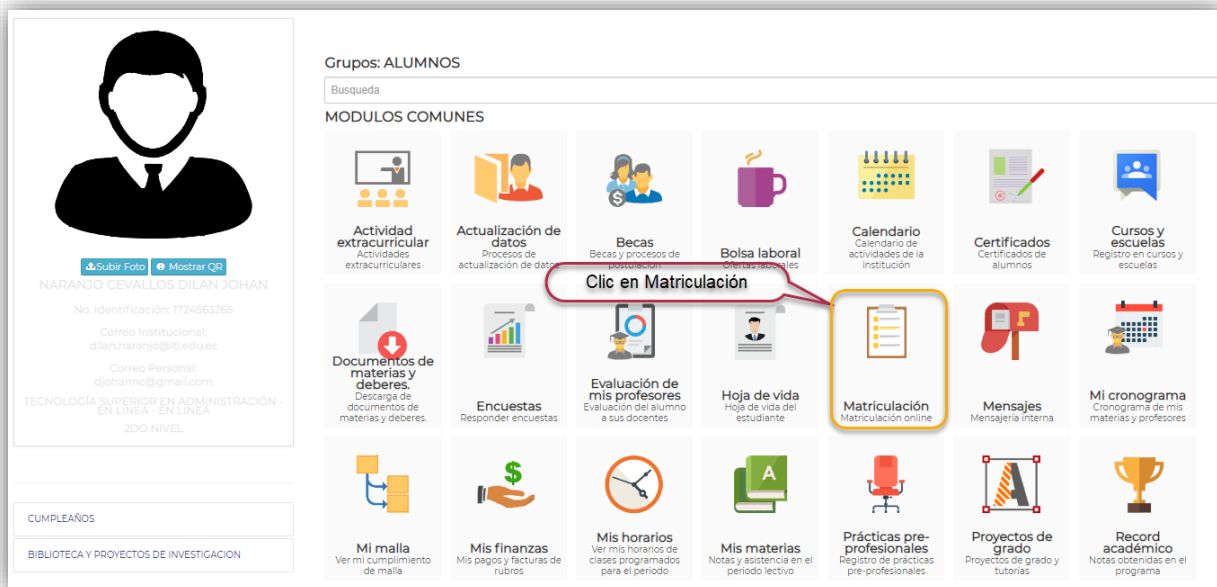 Grupos: ALUMNOS
Busqueda
MODULOS COMUNES
Actividad
extracurricular
Actividades
extracurriculares
Actualización de
datos
Procesos de
actualización de datos
Becas
Becas y procesos de
postulación
Bolsa laboral
Ofertas laborales
Calendario
Calendario de
actividades de la
institución
Certificados
Certificados de
alumnos
Cursos y
escuelas
Registro en cursos y
escuelas
Subir Foto
Mostrar QR
NARANJO CEVALLOS DILAN JOHAN
No. Identificación: 1724563265
Correo Institucional:
dilan.naranjo@iti.edu.ec
Correo Personal:
djohannc@gmail.com
TECNOLOGÍA SUPERIOR EN ADMINISTRACIÓN -
EN LÍNEA - EN LÍNEA
2DO NIVEL
Clic en Matriculación
Documentos de
materias y
deberes.
Descarga de
documentos de
materias y deberes.
Encuestas
Responder encuestas
Evaluación de
mis profesores
Evaluación del alumno
a sus docentes
Hoja de vida
Hoja de vida del
estudiante
Matriculación
Matriculación online
Mensajes
Mensajería interna
Mi cronograma
Cronograma de mis
materias y profesores
CUMPLEAÑOS
BIBLIOTECA Y PROYECTOS DE INVESTIGACION
Mi malla
Ver mi cumplimiento
de malla
Mis finanzas
Mis pagos y facturas de
rubros
Mis horarios
Ver mis horarios de
clases programados
para el periodo
Mis materias
Notas y asistencia en el
periodo lectivo
Prácticas pre-
profesionales
Registro de prácticas
pre-profesionales
Proyectos de
grado
Proyectos de grado y
tutorías
Record
académico
Notas obtenidas en el
programa